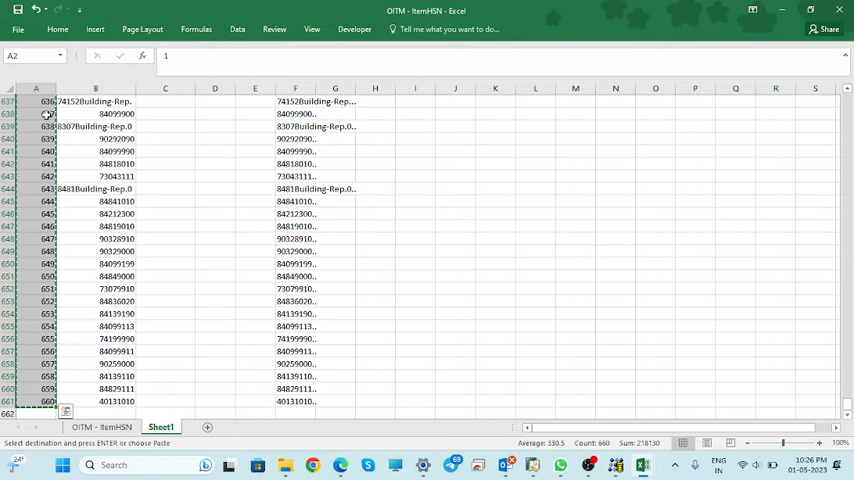 OITM - ItemHSN - Excel
File Home Insert Page Layout Formulas Data Review View Developer Tell me what you want to do... Share
A2 fx 1
A B C D E F G H I J K L M N O P Q R S
637 636 74152Building-Rep. 74152Building-Rep...
638 84099900 84099900..
639 638 8307Building-Rep.0 8307Building-Rep.0..
640 639 90292090 90292090..
641 640 84099990 84099990..
642 641 84818010 84818010..
643 642 73043111 73043111..
644 643 8481Building-Rep.0 8481Building-Rep.0..
645 644 84841010 84841010..
646 645 84212300 84212300..
647 646 84819010 84819010..
648 647 90328910 90328910..
649 648 90329000 90329000..
650 649 84099199 84099199..
651 650 84849000 84849000..
652 651 73079910 73079910..
653 652 84836020 84836020..
654 653 84139190 84139190..
655 654 84099113 84099113..
656 655 74199990 74199990..
657 656 84099911 84099911..
658 657 90259000 90259000..
659 658 84139110 84139110..
660 659 84829111 84829111..
661 660 40131010 40131010..
662
OITM - ItemHSN Sheet1
Select destination and press ENTER or choose Paste Average: 330.5 Count: 660 Sum: 218130 100%
24° Search 69 ENG IN 10:26 PM 01-05-2023